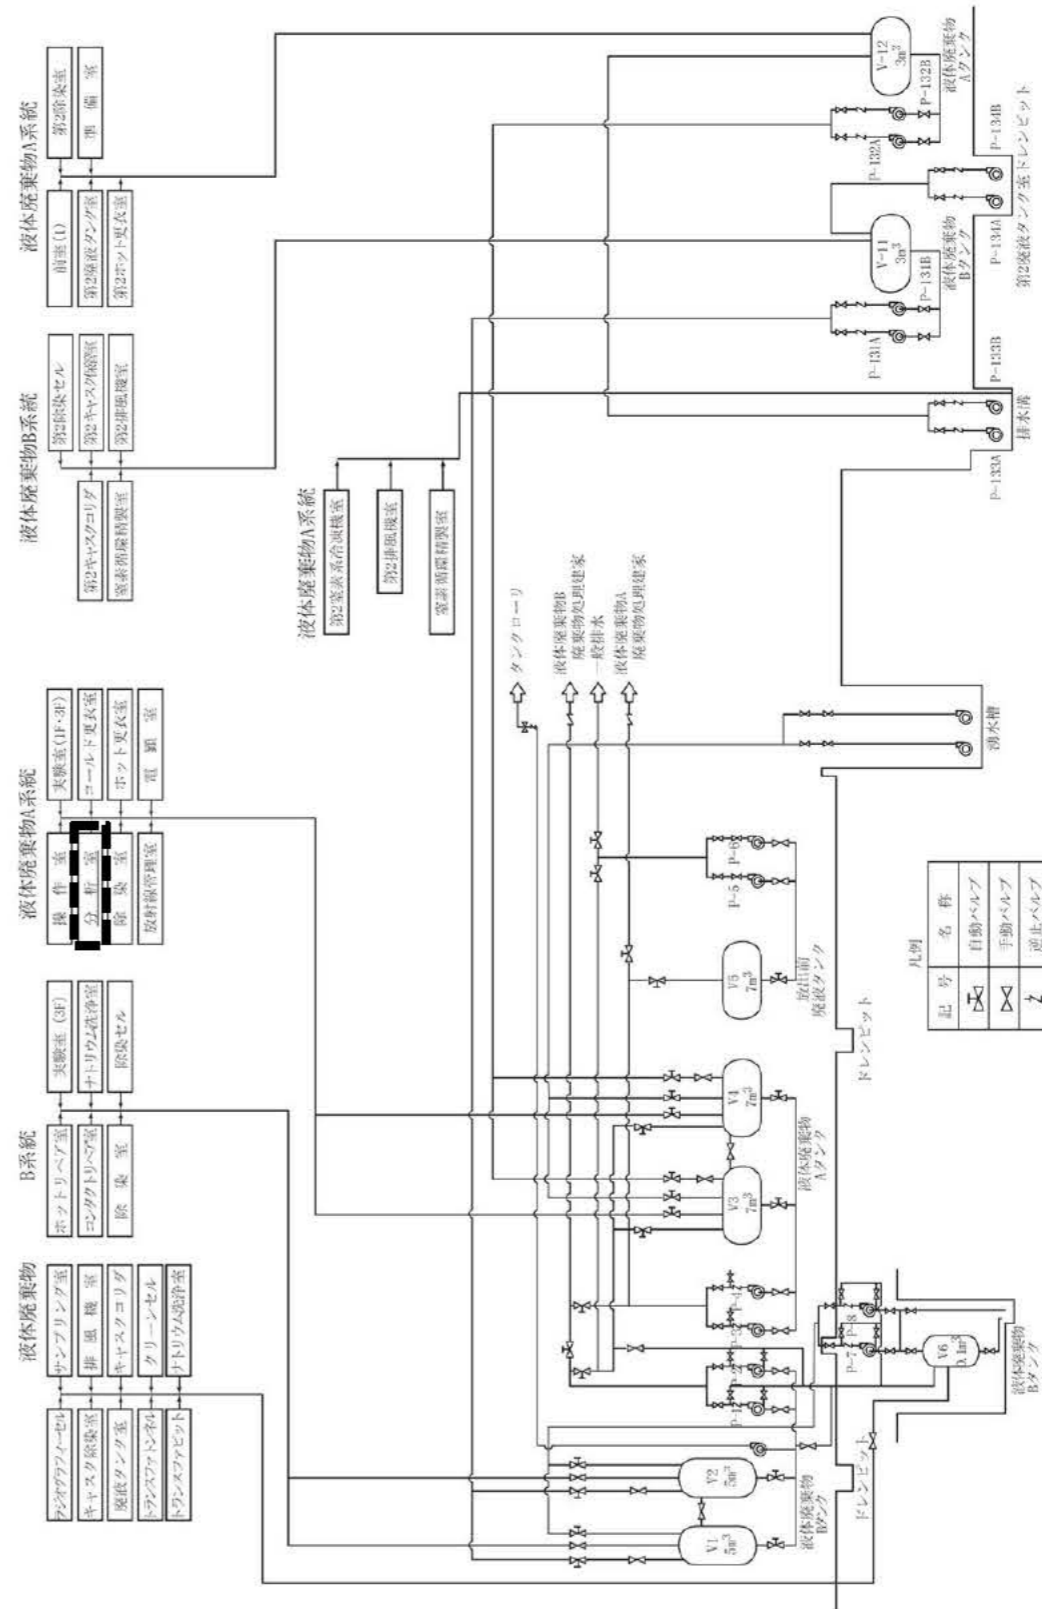 液体廃棄物
ラジオグラフィーセル
サンプリング室
キャスク除染室
排風機室
廃液タンク室
キャスクコリダ
トランスファトンネル
クリーンセル
トランスファピット
ナトリウム洗浄室
B系統
ホットリペア室
実験室 (3F)
コンタクトリペア室
ナトリウム洗浄室
除染室
除染セル
液体廃棄物A系統
操作室
実験室(1F・3F)
分析室
コールド更衣室
除染室
ホット更衣室
放射線管理室
電顕室
液体廃棄物B系統
第2除染セル
第2キャスクコリダ
第2キャスク保管室
窒素循環精製室
第2排風機室
液体廃棄物A系統
前室(1)
第2除染室
第2廃液タンク室
準備室
第2ホット更衣室
液体廃棄物A系統
第2窒素系冷凍機室
第2排風機室
窒素循環精製室
タンクローリ
液体廃棄物B
廃棄物処理建家
一般排水
液体廃棄物A
廃棄物処理建家
V1
5m³
V2
5m³
液体廃棄物
Bタンク
P-1
P-2
P-3
P-4
V3
7m³
V4
7m³
液体廃棄物
Aタンク
V5
7m³
放出前
廃液タンク
P-5
P-6
P-7
P-8
V6
0.1m³
液体廃棄物
Bタンク
ドレンピット
ドレンピット
湧水槽
P-133A
P-133B
排水溝
P-131A
P-131B
V-11
3m³
液体廃棄物
Bタンク
P-134A
P-134B
第2廃液タンク室ドレンピット
P-132A
P-132B
V-12
3m³
液体廃棄物
Aタンク
凡例
記号
名称
自動バルブ
手動バルブ
逆止バルブ